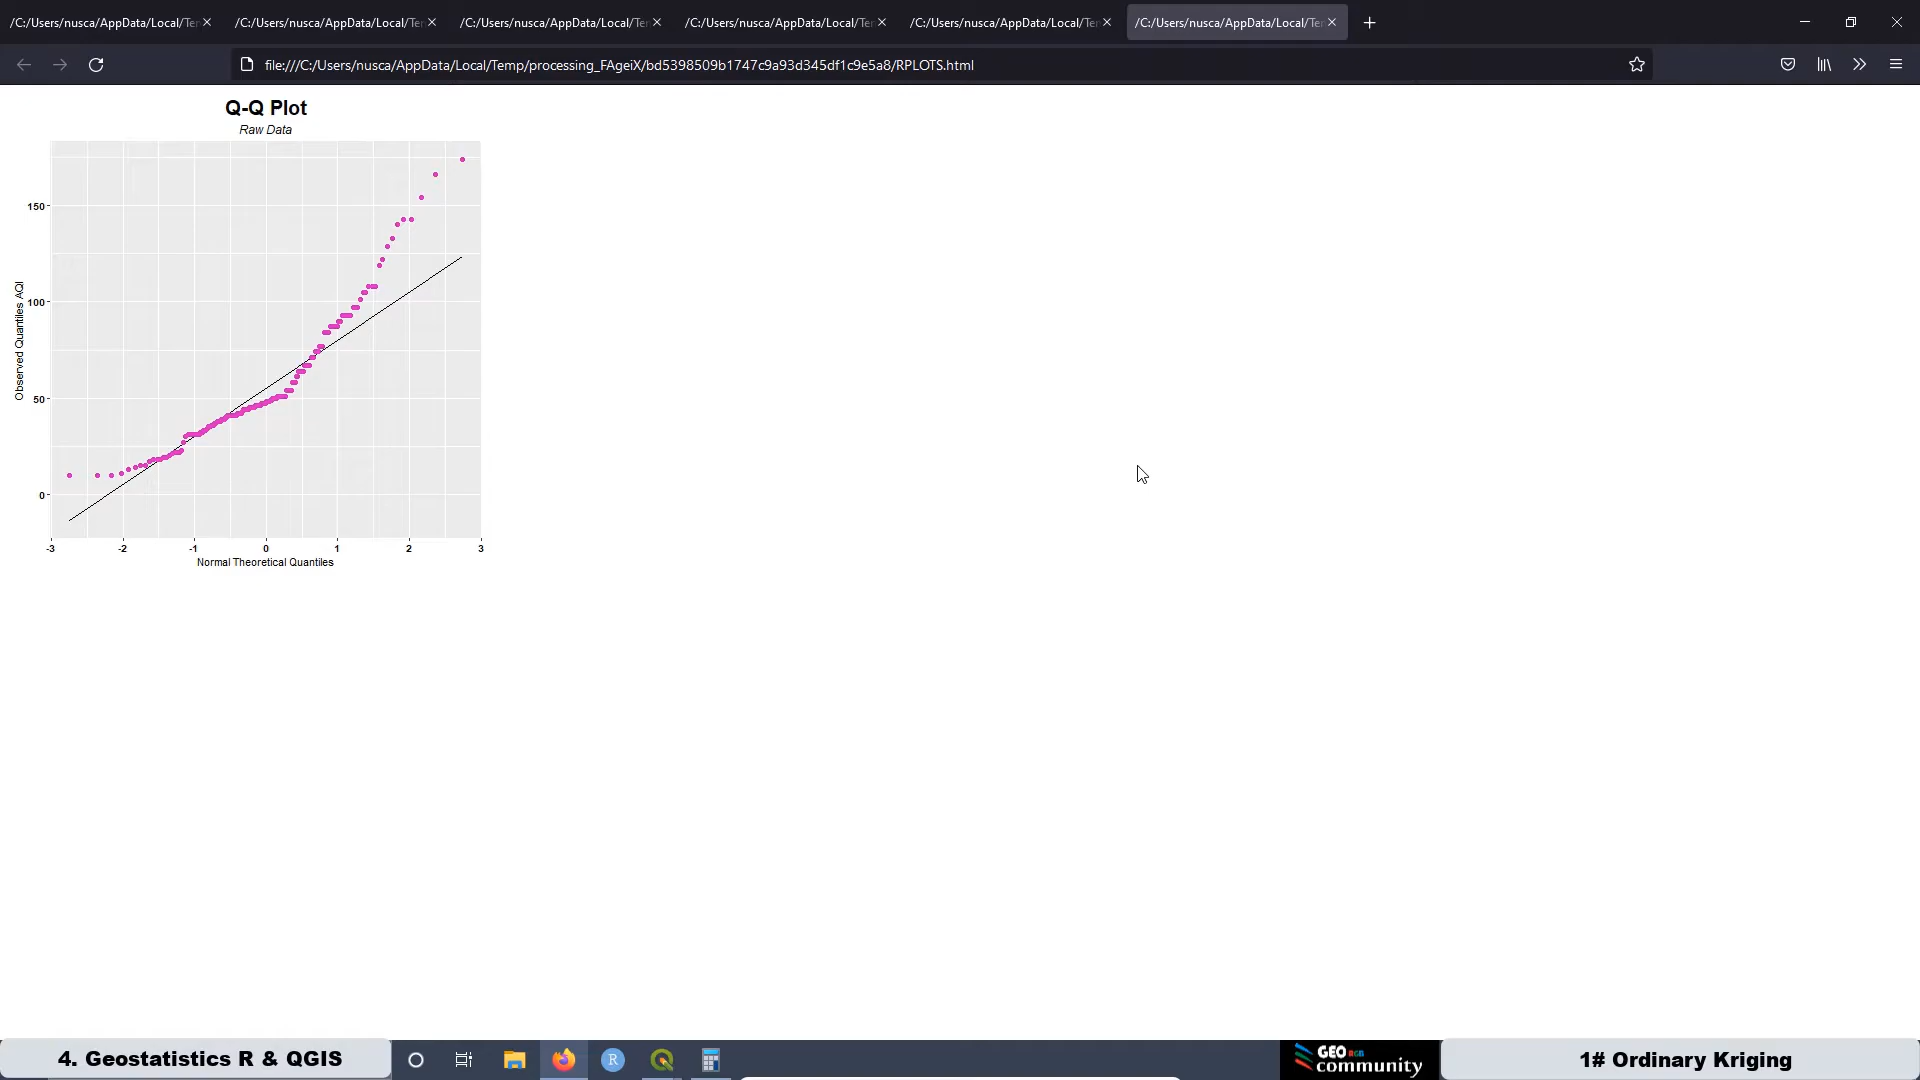 /C:/Users/nusca/AppData/Local/Te
/C:/Users/nusca/AppData/Local/Te
/C:/Users/nusca/AppData/Local/Te
/C:/Users/nusca/AppData/Local/Te
/C:/Users/nusca/AppData/Local/Te
/C:/Users/nusca/AppData/Local/Te
file:///C:/Users/nusca/AppData/Local/Temp/processing_FAgeiX/bd5398509b1747c9a93d345df1c9e5a8/RPLOTS.html
Q-Q Plot
Raw Data
Observed Quantiles AQI
150
100
50
0
-3 -2 -1 0 1 2 3
Normal Theoretical Quantiles
4. Geostatistics R & QGIS
R
GEO RGB
community
1# Ordinary Kriging